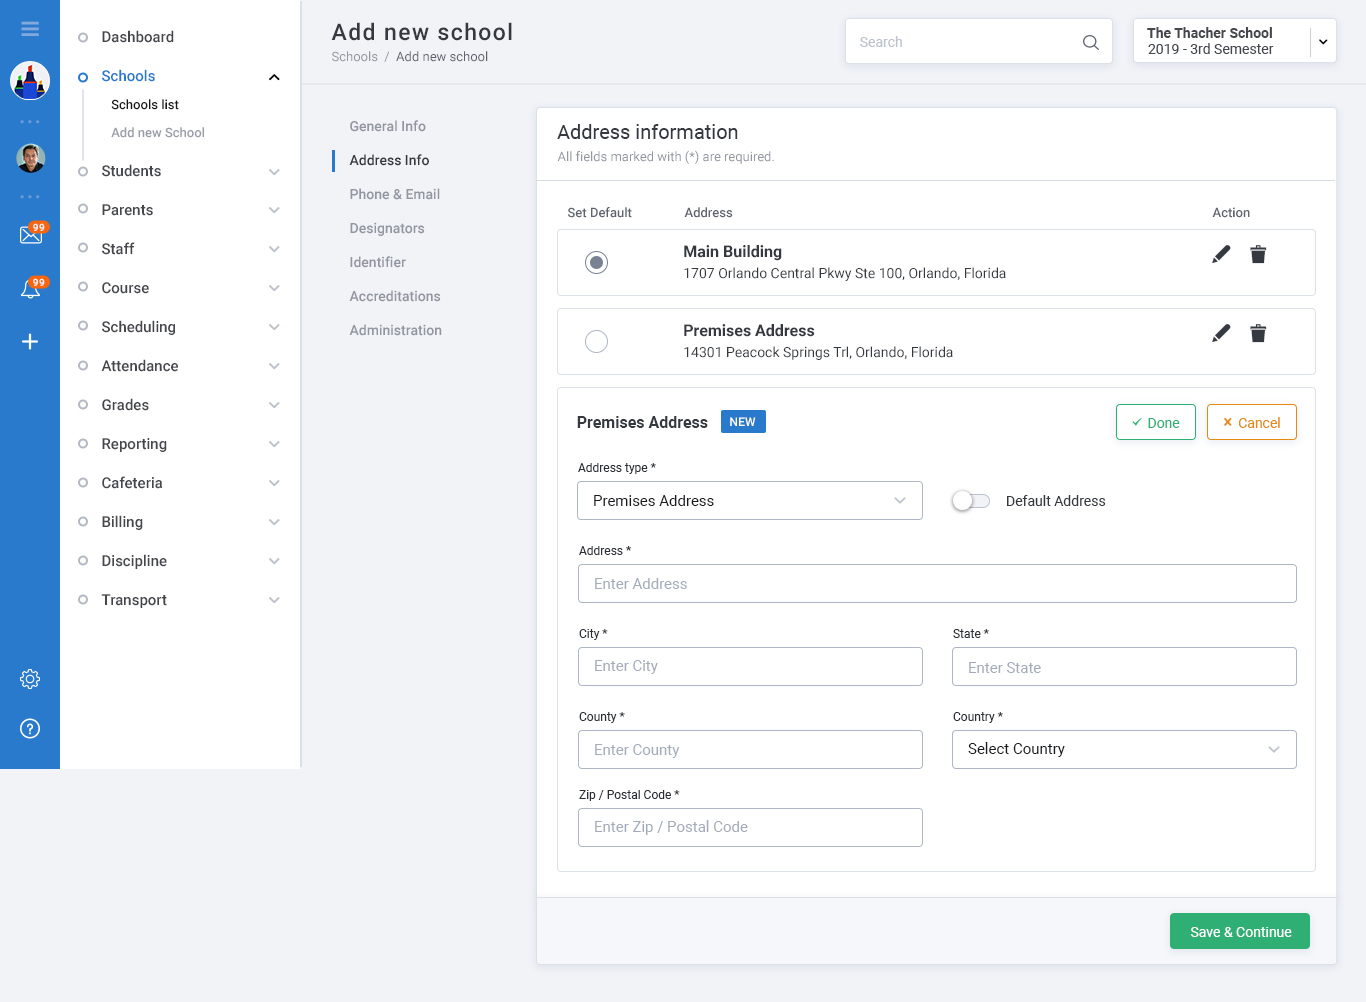 99
99
Dashboard
Schools
Schools list
Add new School
Students
Parents
Staff
Course
Scheduling
Attendance
Grades
Reporting
Cafeteria
Billing
Discipline
Transport
Add new school
Schools / Add new school
Search
The Thacher School
2019 - 3rd Semester
General Info
Address Info
Phone & Email
Designators
Identifier
Accreditations
Administration
Address information
All fields marked with (*) are required.
Set Default Address Action
Main Building
1707 Orlando Central Pkwy Ste 100, Orlando, Florida
Premises Address
14301 Peacock Springs Trl, Orlando, Florida
Premises Address NEW Done Cancel
Address type *
Premises Address Default Address
Address *
Enter Address
City * State *
Enter City Enter State
County * Country *
Enter County Select Country
Zip / Postal Code *
Enter Zip / Postal Code
Save & Continue